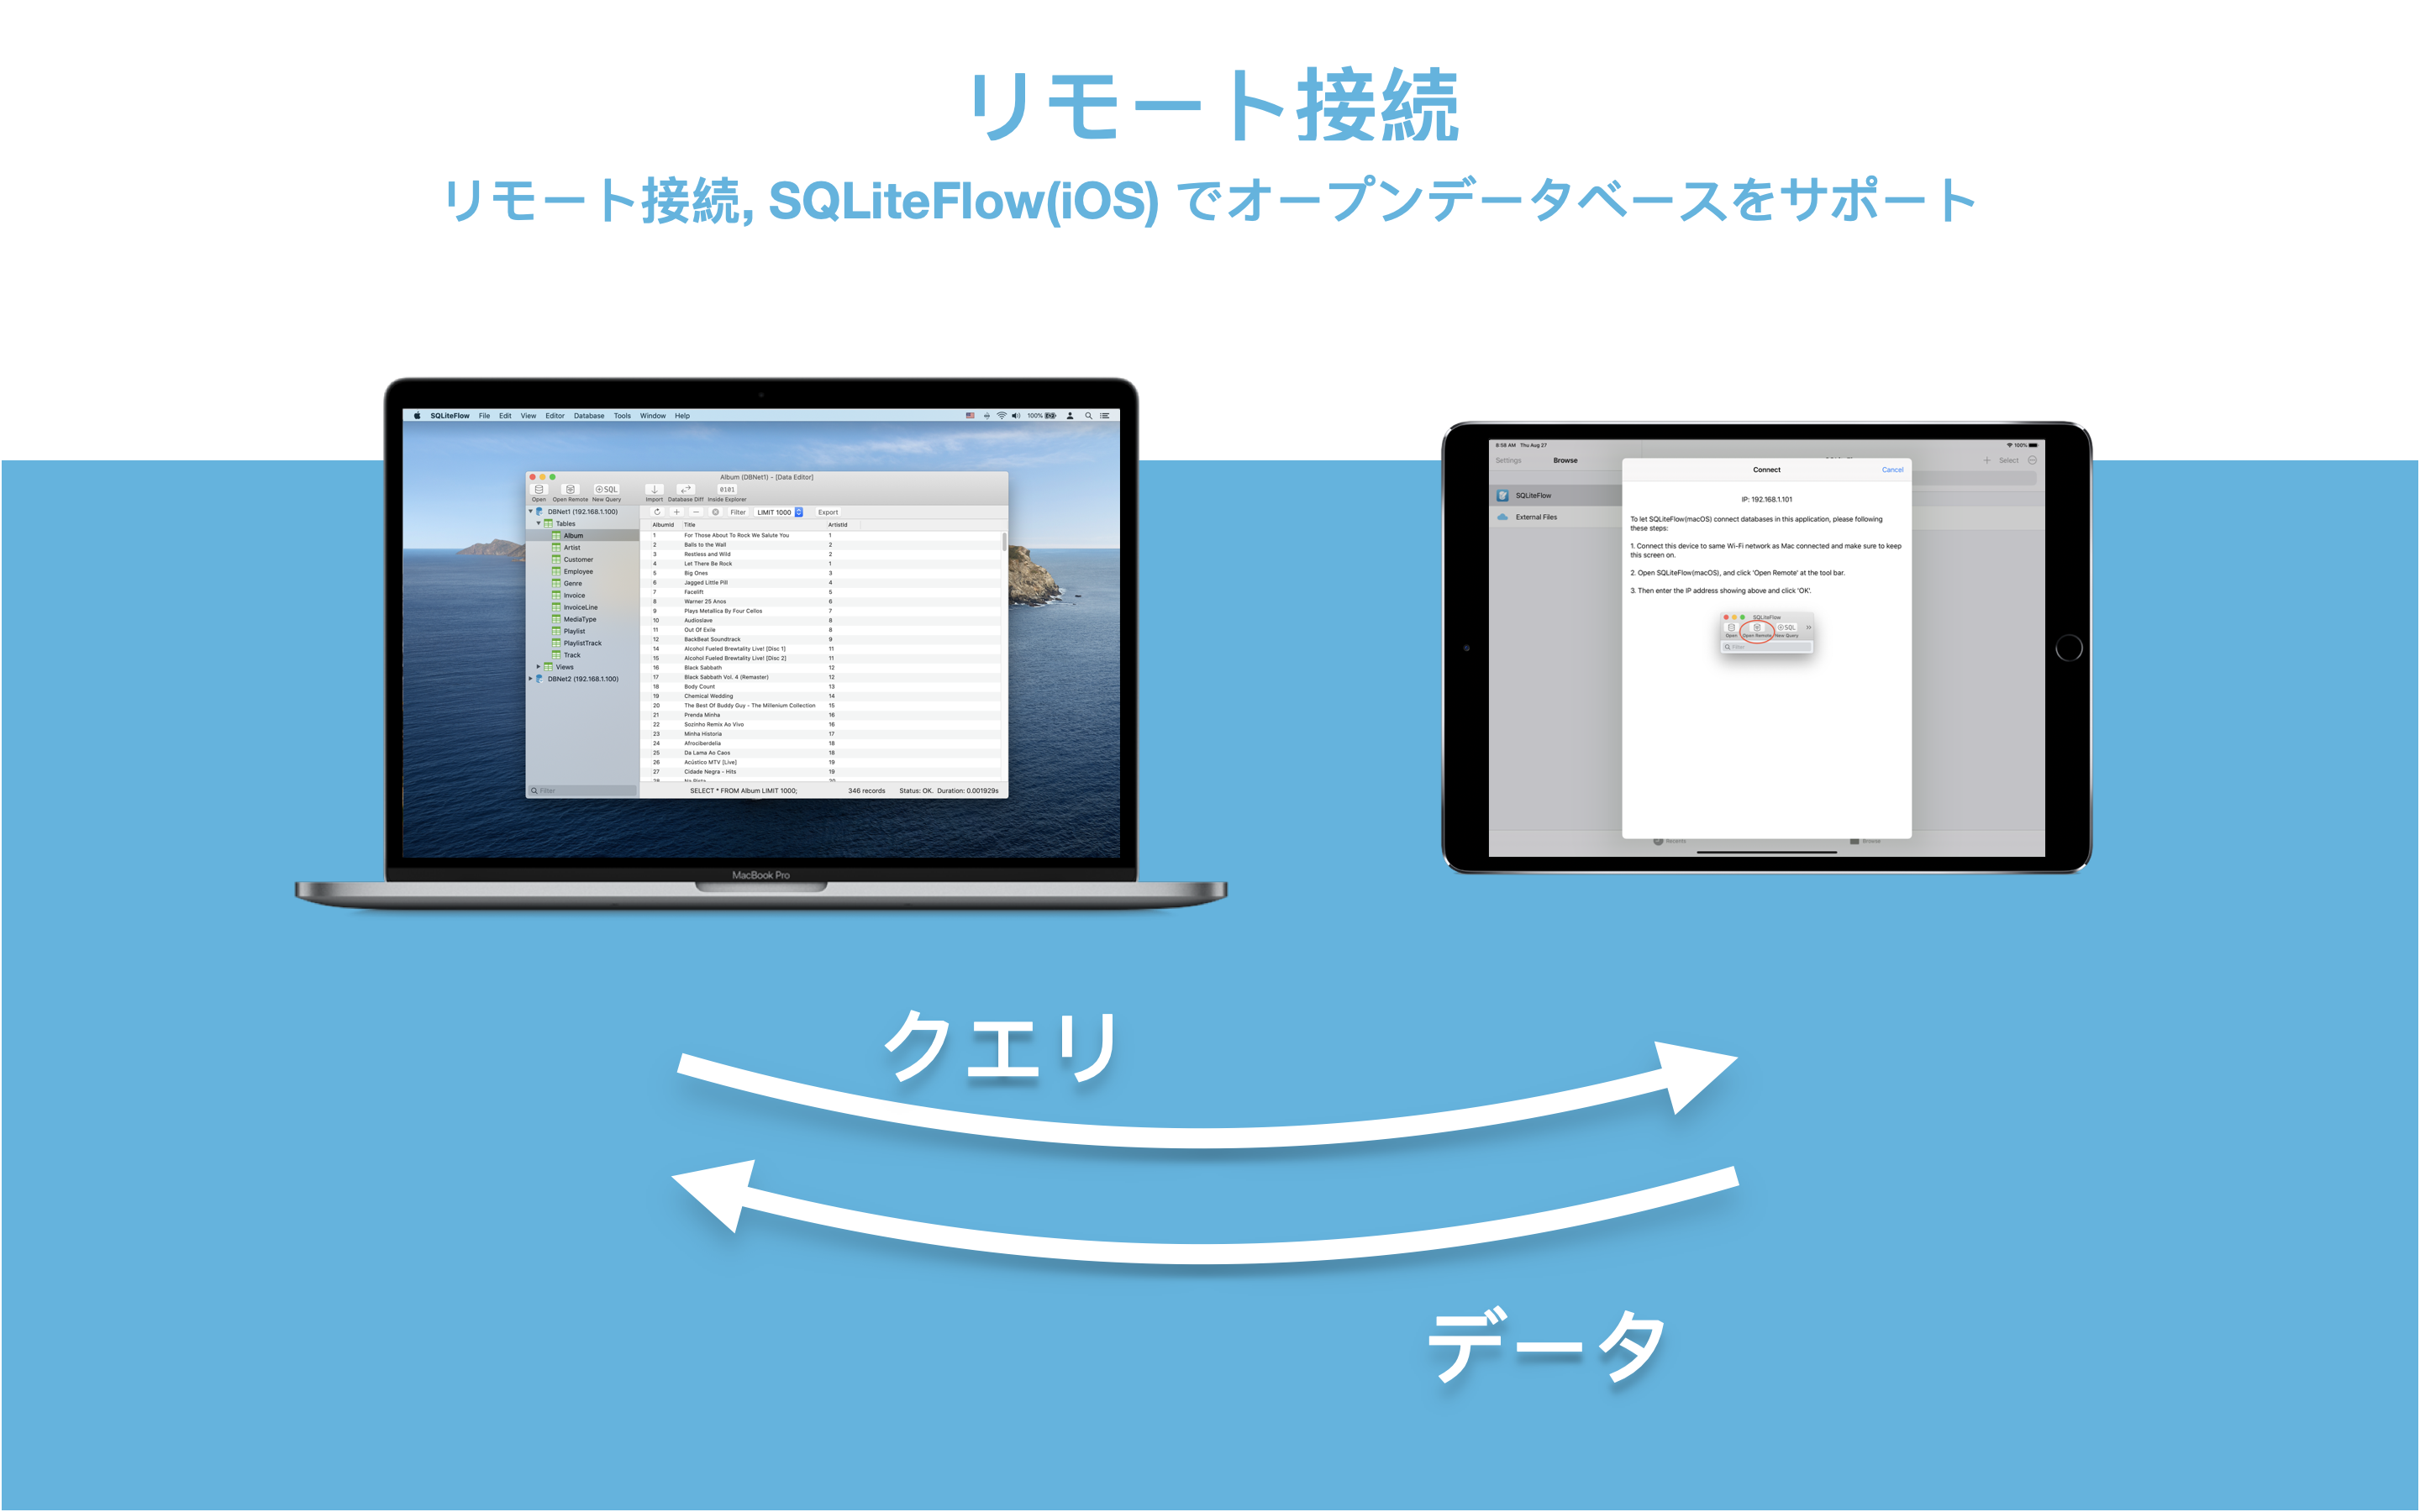 リモート接続
リモート接続, SQLiteFlow(iOS) でオープンデータベースをサポート
SQLiteFlow File Edit View Editor Database Tools Window Help 100%
Album (DBNet1) - [Data Editor]
SQL 0101
Open Open Remote New Query Import Database Diff Inside Explorer
DBNet1 (192.168.1.100)
Tables
Album
Artist
Customer
Employee
Genre
Invoice
InvoiceLine
MediaType
Playlist
PlaylistTrack
Track
Views
DBNet2 (192.168.1.100)
Filter
Filter LIMIT 1000 Export
AlbumId Title ArtistId
1 For Those About To Rock We Salute You 1
2 Balls to the Wall 2
3 Restless and Wild 2
4 Let There Be Rock 1
5 Big Ones 3
6 Jagged Little Pill 4
7 Facelift 5
8 Warner 25 Anos 6
9 Plays Metallica By Four Cellos 7
10 Audioslave 8
11 Out Of Exile 8
12 BackBeat Soundtrack 9
14 Alcohol Fueled Brewtality Live! [Disc 1] 11
15 Alcohol Fueled Brewtality Live! [Disc 2] 11
16 Black Sabbath 12
17 Black Sabbath Vol. 4 (Remaster) 12
18 Body Count 13
19 Chemical Wedding 14
20 The Best Of Buddy Guy - The Millenium Collection 15
21 Prenda Minha 16
22 Sozinho Remix Ao Vivo 16
23 Minha Historia 17
24 Afrociberdelia 18
25 Da Lama Ao Caos 18
26 Acústico MTV [Live] 19
27 Cidade Negra - Hits 19
28 Na Pista 20
SELECT * FROM Album LIMIT 1000; 346 records Status: OK. Duration: 0.001929s
MacBook Pro
8:58 AM Thu Aug 27 100%
Settings Browse Select
SQLiteFlow
External Files
Connect Cancel
IP: 192.168.1.101
To let SQLiteFlow(macOS) connect databases in this application, please following
these steps:
1. Connect this device to same Wi-Fi network as Mac connected and make sure to keep
this screen on.
2. Open SQLiteFlow(macOS), and click 'Open Remote' at the tool bar.
3. Then enter the IP address showing above and click 'OK'.
SQLiteFlow
SQL
Open Open Remote New Query
Filter
Recents Browse
クエリ
データ